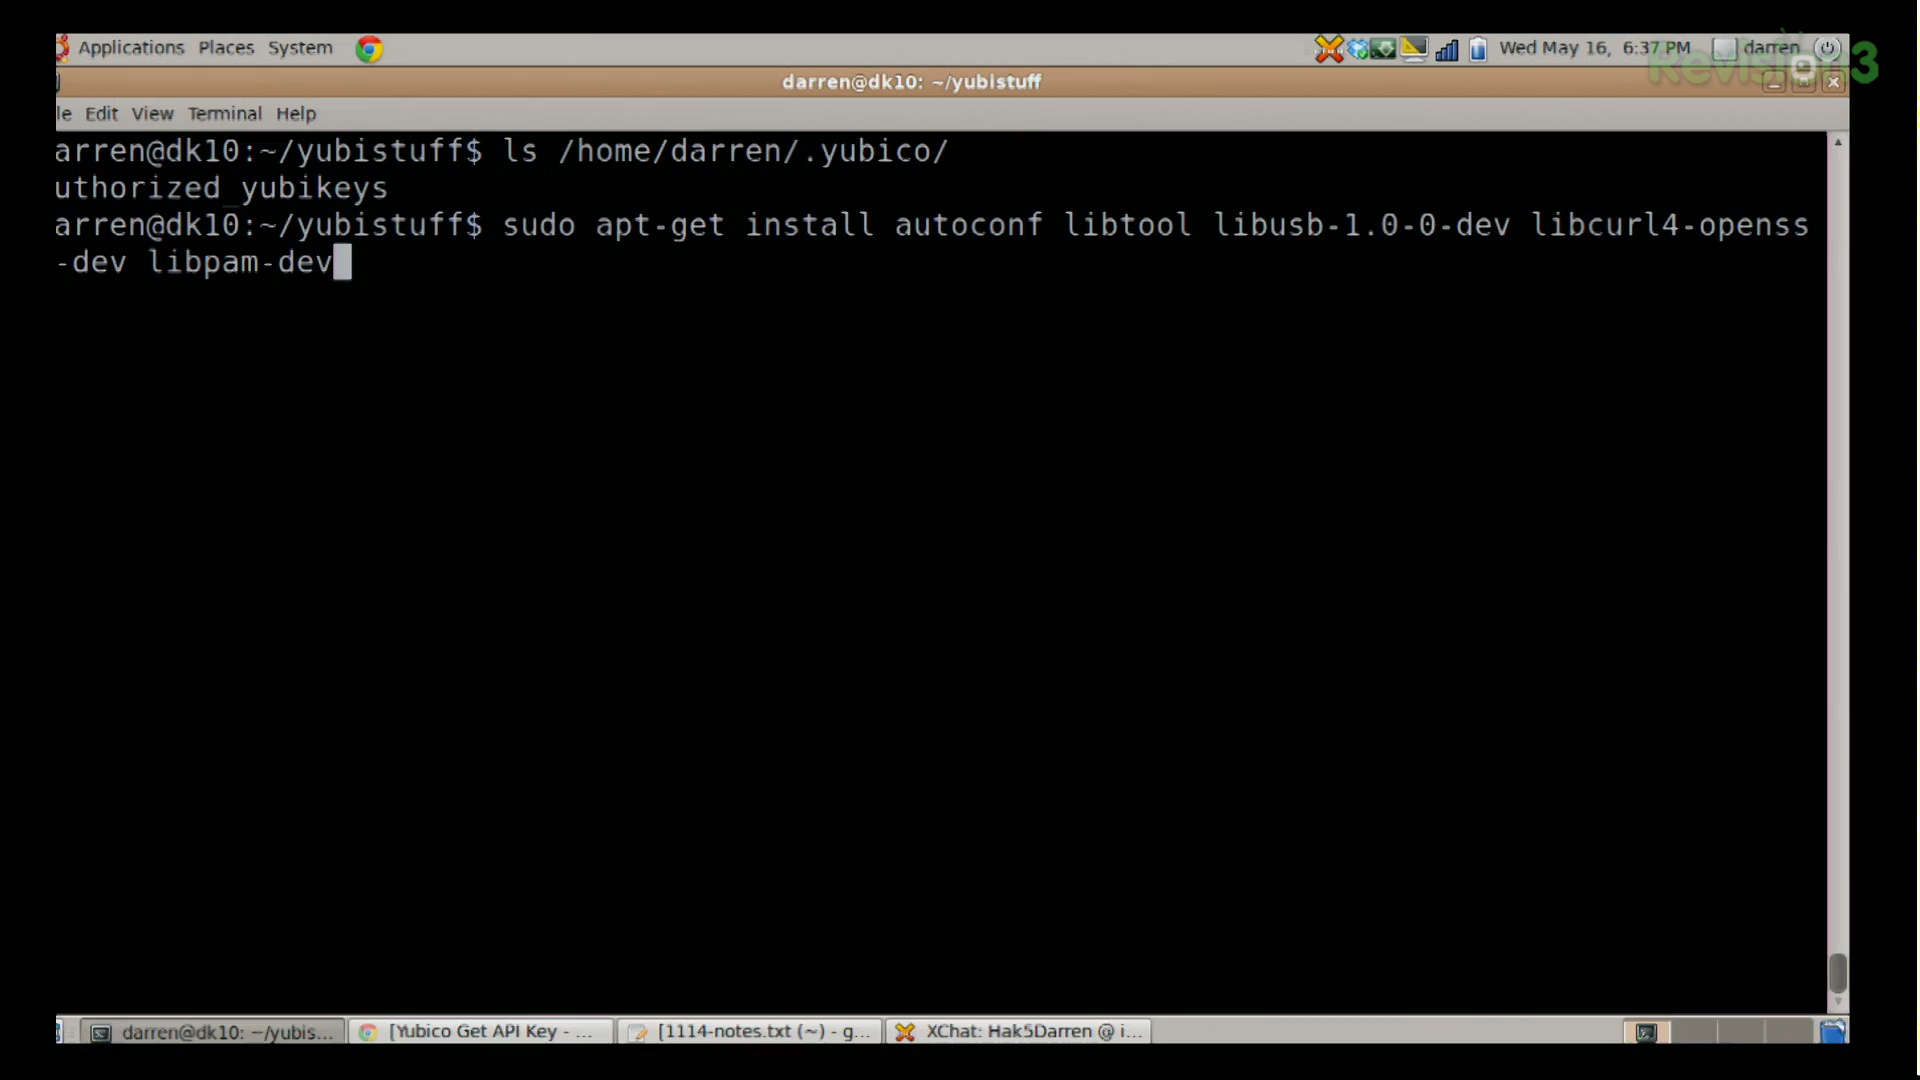 Applications Places System
Wed May 16, 6:37 PM darren
Revision3
darren@dk10: ~/yubistuff
le Edit View Terminal Help
arren@dk10:~/yubistuff$ ls /home/darren/.yubico/
uthorized_yubikeys
arren@dk10:~/yubistuff$ sudo apt-get install autoconf libtool libusb-1.0-0-dev libcurl4-openss
-dev libpam-dev
darren@dk10: ~/yubis... [Yubico Get API Key - ... [1114-notes.txt (~) - g... XChat: Hak5Darren @ i...